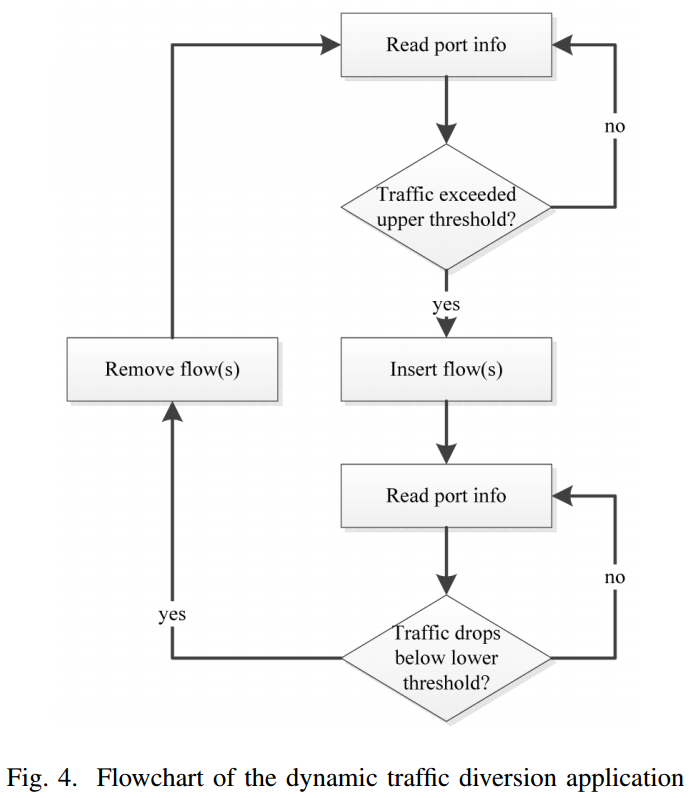 Read port info
no
Traffic exceeded
upper threshold?
yes
Remove flow(s)
Insert flow(s)
Read port info
no
yes
Traffic drops
below lower
threshold?
Fig. 4. Flowchart of the dynamic traffic diversion application